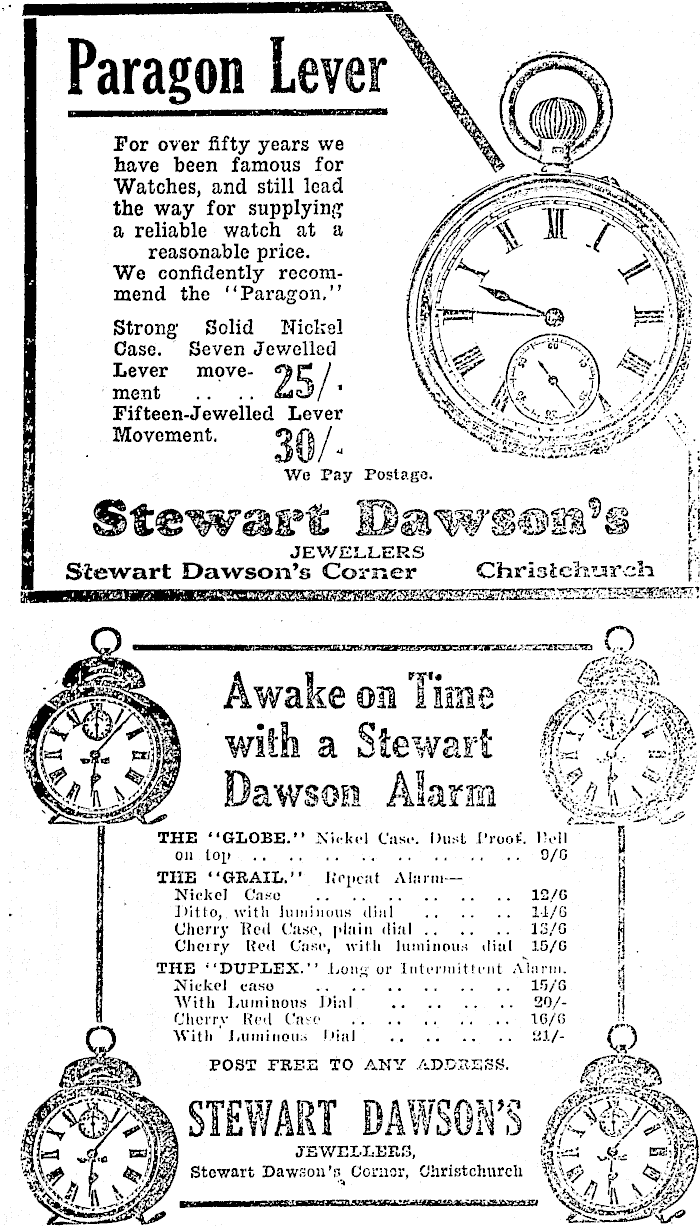 Paragon Lever
For over fifty years we
have been famous for
Watches, and still lead
the way for supplying
a reliable watch at a
reasonable price.
We confidently recom-
mend the "Paragon."
Strong Solid Nickel
Case. Seven Jewelled
Lever move-
ment .. .. 25/-
Fifteen-Jewelled Lever
Movement. 30/-
We Pay Postage.
Stewart Dawson's
JEWELLERS
Stewart Dawson's Corner Christchurch
Awake on Time
with a Stewart
Dawson Alarm
THE "GLOBE." Nickel Case. Dust Proof. Bell
on top .. .. .. .. .. .. .. .. 9/6
THE "GRAIL." Repeat Alarm—
Nickel Case .. .. .. .. .. .. 12/6
Ditto, with luminous dial .. .. .. 14/6
Cherry Red Case, plain dial .. .. .. 13/6
Cherry Red Case, with luminous dial 15/6
THE "DUPLEX." Long or Intermittent Alarm.
Nickel case .. .. .. .. .. .. 15/6
With Luminous Dial .. .. .. .. 20/-
Cherry Red Case .. .. .. .. .. 16/6
With Luminous Dial .. .. .. .. 21/-
POST FREE TO ANY ADDRESS.
STEWART DAWSON'S
JEWELLERS,
Stewart Dawson's Corner, Christchurch